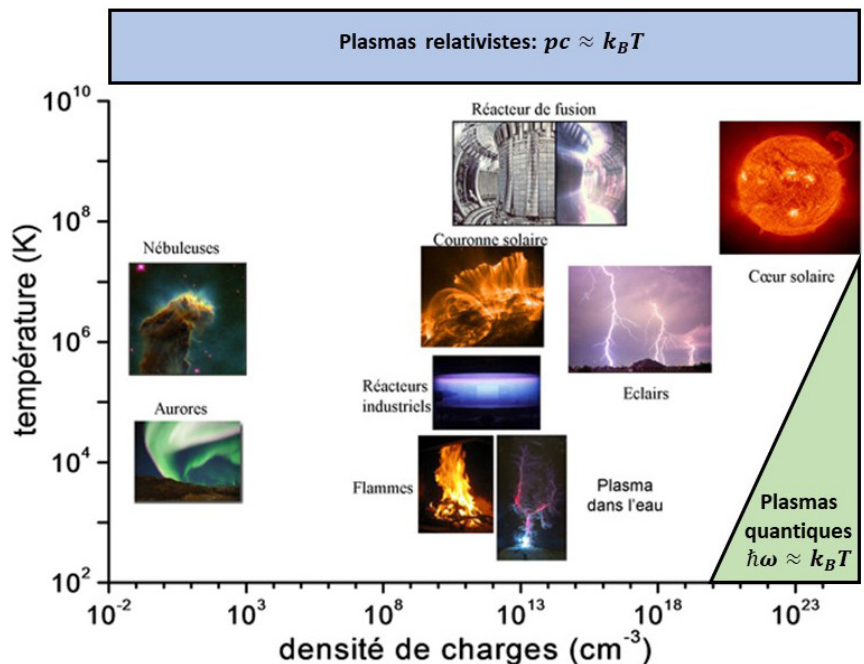 Plasmas relativistes: pc ≈ k_BT
10^10
Réacteur de fusion
10^8
Nébuleuses
Couronne solaire
Cœur solaire
température (K)
10^6
Réacteurs
industriels
Eclairs
Aurores
10^4
Flammes
Plasma
dans l'eau
Plasmas
quantiques
ℏω ≈ k_BT
10^2
10^-2 10^3 10^8 10^13 10^18 10^23
densité de charges (cm^-3)